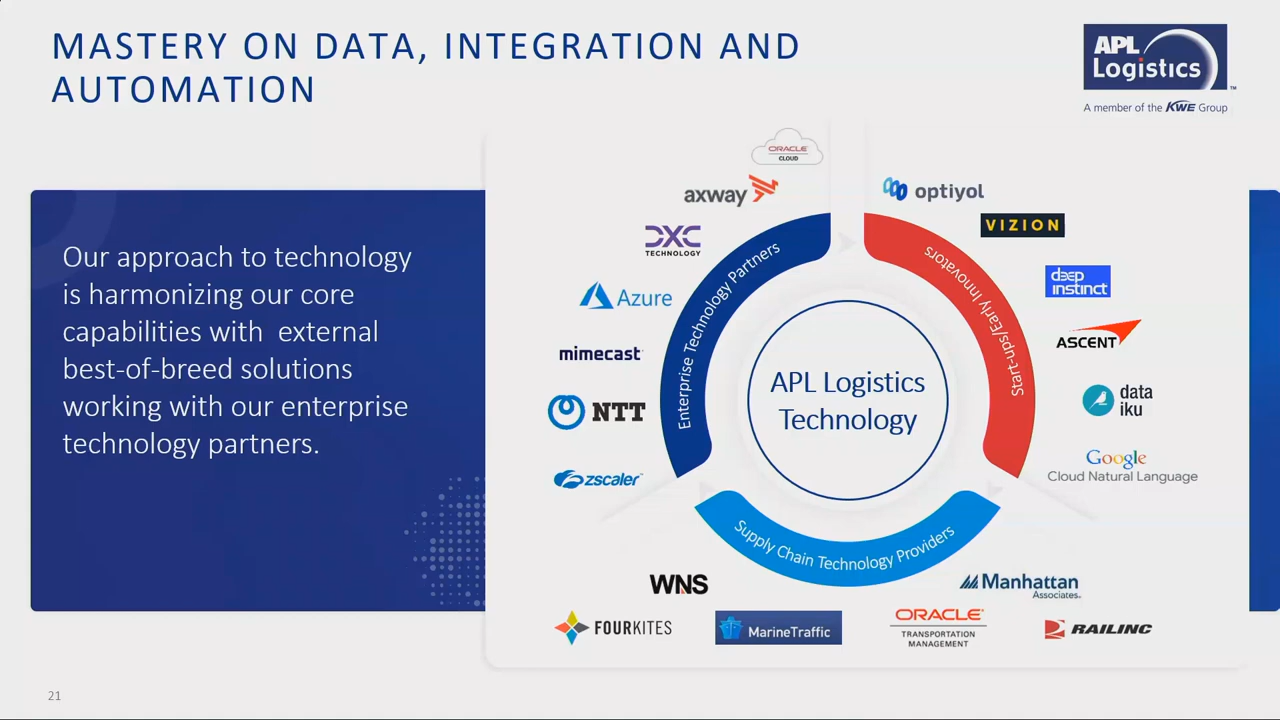 MASTERY ON DATA, INTEGRATION AND
AUTOMATION
APL
Logistics
TM
A member of the KWE Group
Our approach to technology
is harmonizing our core
capabilities with external
best-of-breed solutions
working with our enterprise
technology partners.
ORACLE
CLOUD
axway
DXC
TECHNOLOGY
Azure
mimecast
NTT
zscaler
Enterprise Technology Partners
optiyol
VIZION
deep
instinct
ASCENT
data
iku
Google
Cloud Natural Language
Start-ups/Early Innovators
APL Logistics
Technology
Supply Chain Technology Providers
WNS
Manhattan
Associates
FOURKITES
MarineTraffic
ORACLE
TRANSPORTATION
MANAGEMENT
RAILINC
21